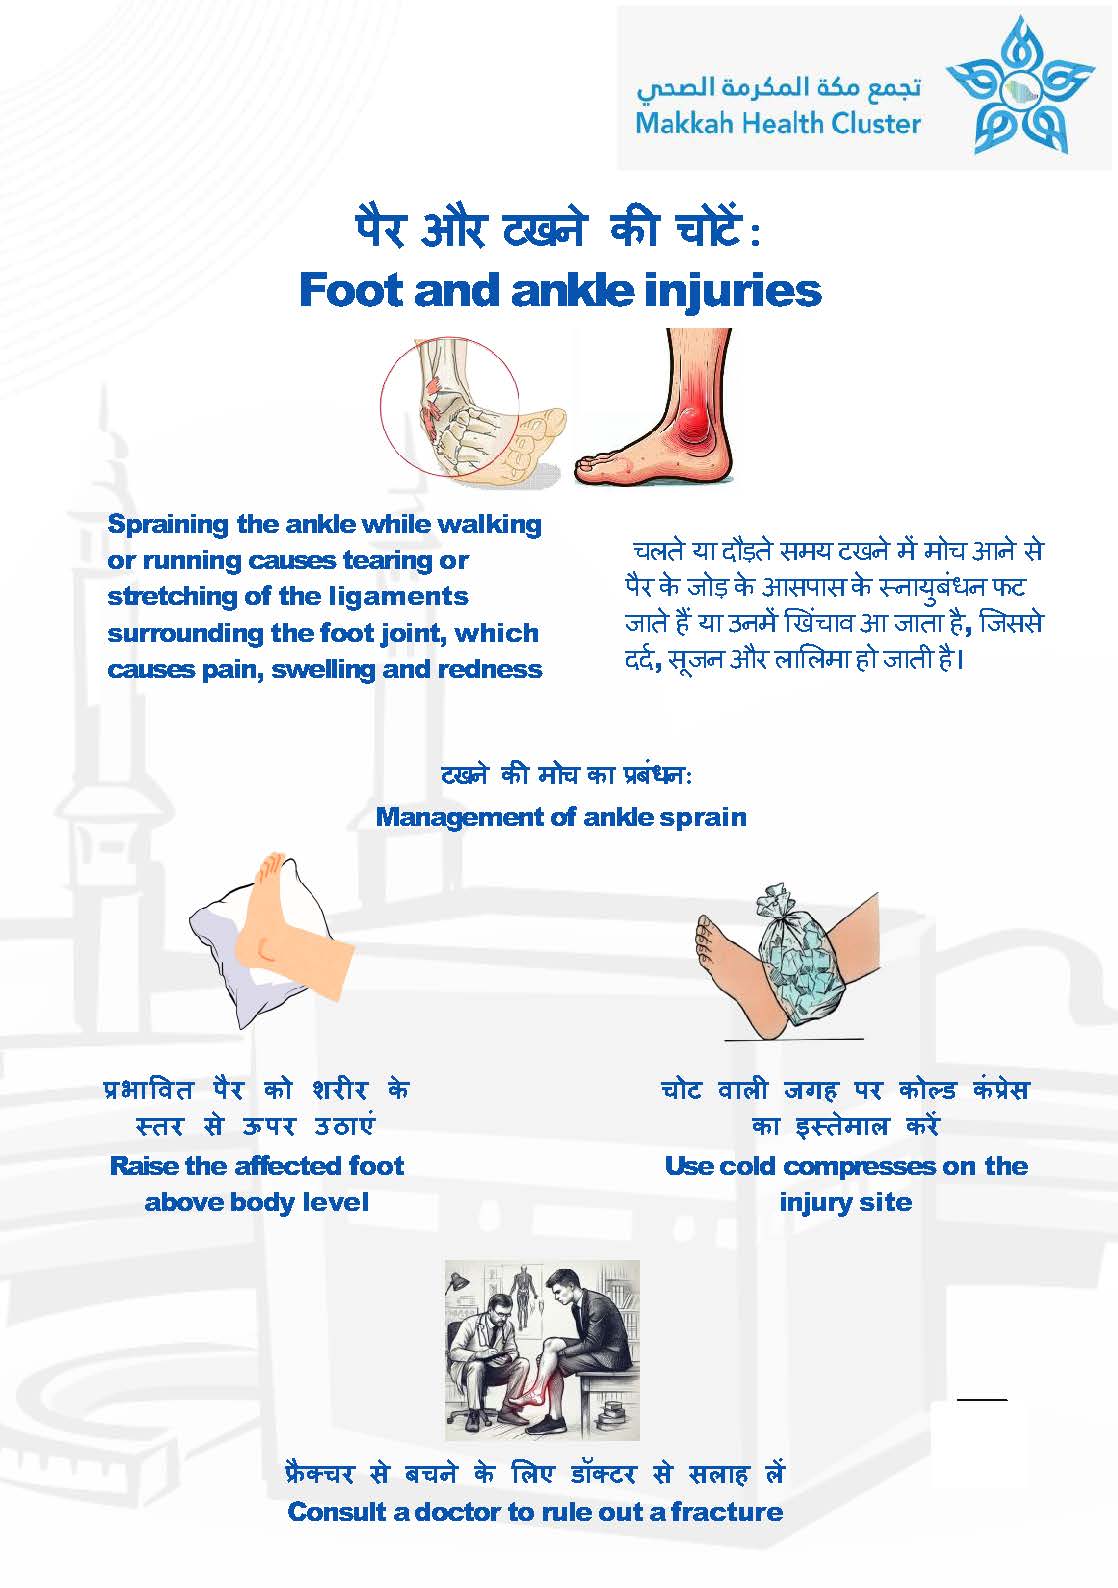 تجمع مكة المكرمة الصحي
Makkah Health Cluster
पैर और टखने की चोटें:
Foot and ankle injuries
Spraining the ankle while walking
or running causes tearing or
stretching of the ligaments
surrounding the foot joint, which
causes pain, swelling and redness
चलते या दौड़ते समय टखने में मोच आने से
पैर के जोड़ के आसपास के स्नायुबंधन फट
जाते हैं या उनमें खिंचाव आ जाता है, जिससे
दर्द, सूजन और लालिमा हो जाती है।
टखने की मोच का प्रबंधन:
Management of ankle sprain
प्रभावित पैर को शरीर के
स्तर से ऊपर उठाएं
Raise the affected foot
above body level
चोट वाली जगह पर कोल्ड कंप्रेस
का इस्तेमाल करें
Use cold compresses on the
injury site
फ्रैक्चर से बचने के लिए डॉक्टर से सलाह लें
Consult a doctor to rule out a fracture